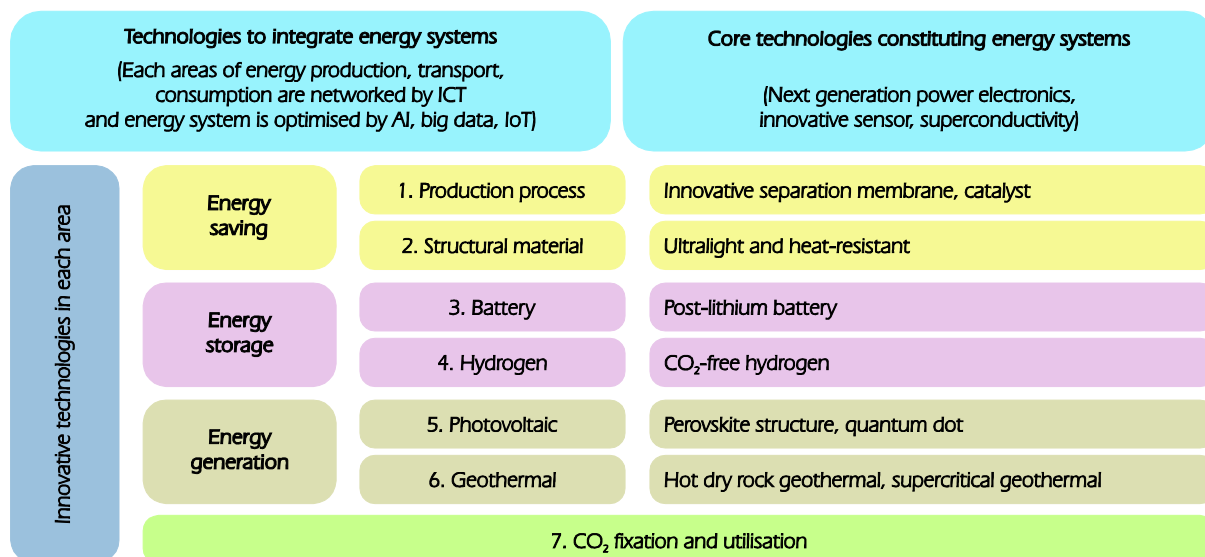 Technologies to integrate energy systems
(Each areas of energy production, transport,
consumption are networked by ICT
and energy system is optimised by AI, big data, IoT)
Core technologies constituting energy systems
(Next generation power electronics,
innovative sensor, superconductivity)
Innovative technologies in each area
Energy
saving
1. Production process
Innovative separation membrane, catalyst
2. Structural material
Ultralight and heat-resistant
Energy
storage
3. Battery
Post-lithium battery
4. Hydrogen
CO₂-free hydrogen
Energy
generation
5. Photovoltaic
Perovskite structure, quantum dot
6. Geothermal
Hot dry rock geothermal, supercritical geothermal
7. CO₂ fixation and utilisation